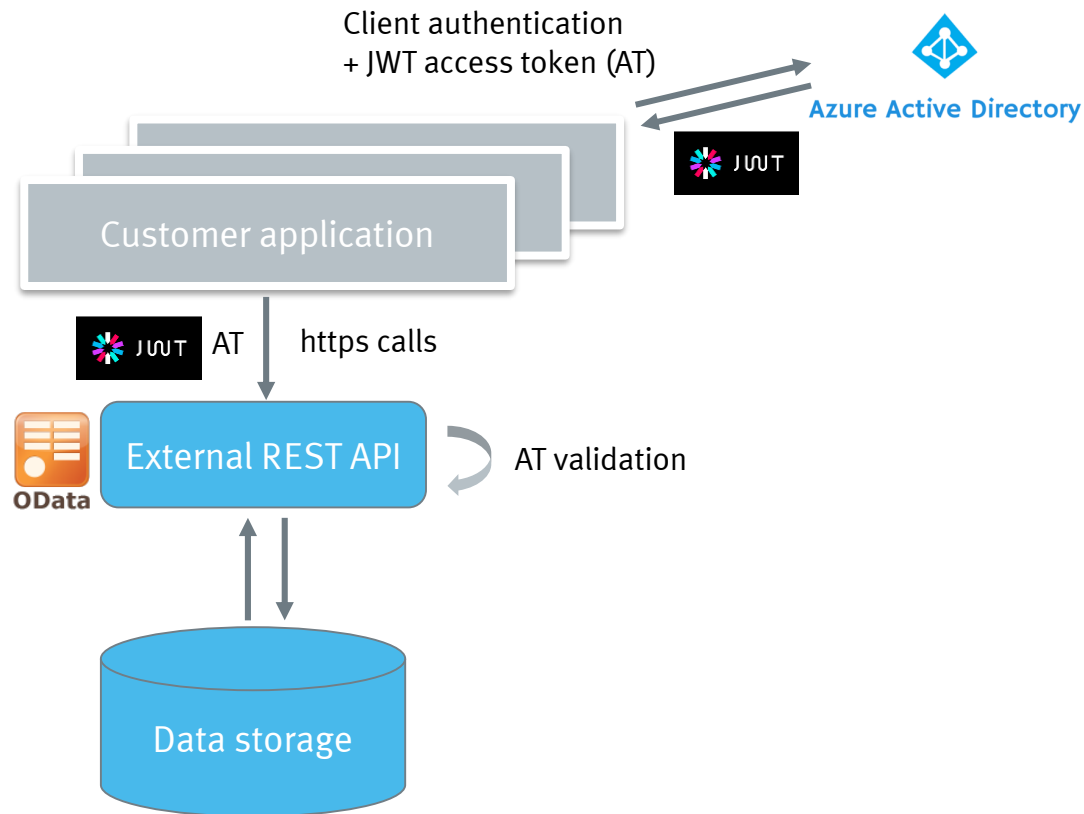 Client authentication
+ JWT access token (AT)
Azure Active Directory
JWT
Customer application
JWT
AT
https calls
External REST API
OData
AT validation
Data storage